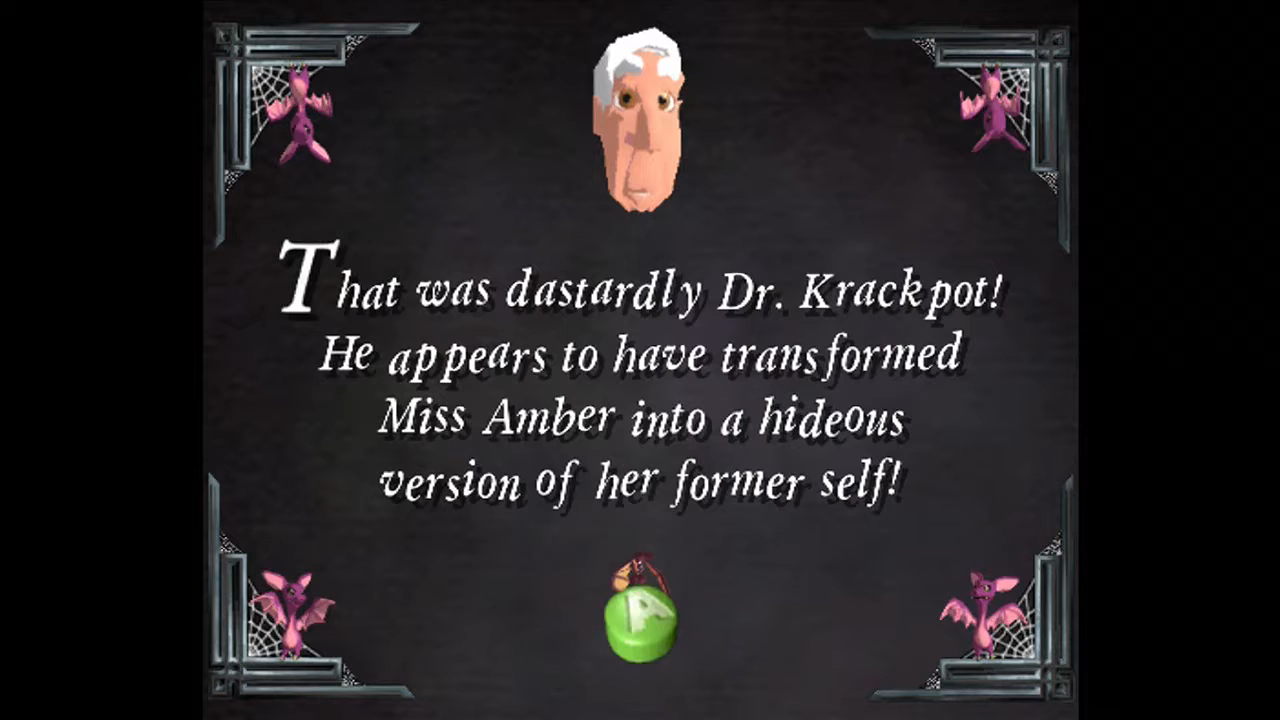 That was dastardly Dr. Krackpot!
He appears to have transformed
Miss Amber into a hideous
version of her former self!
A